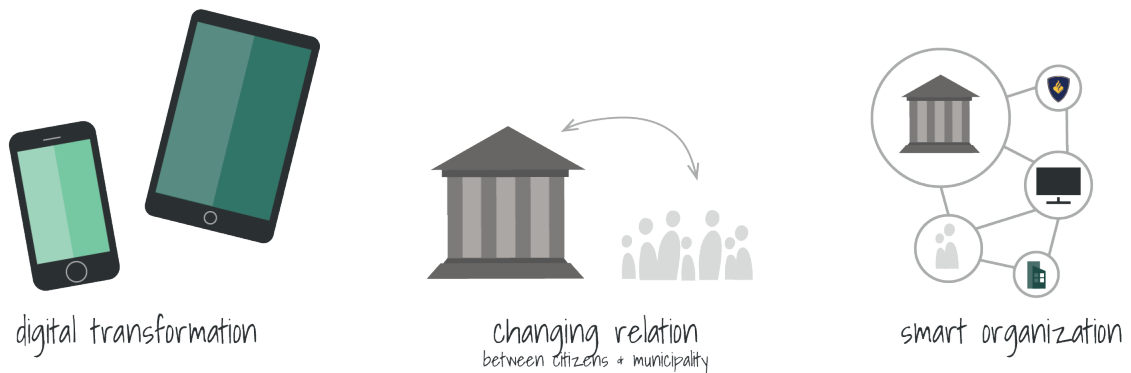 digital transformation
changing relation
between citizens & municipality
smart organization